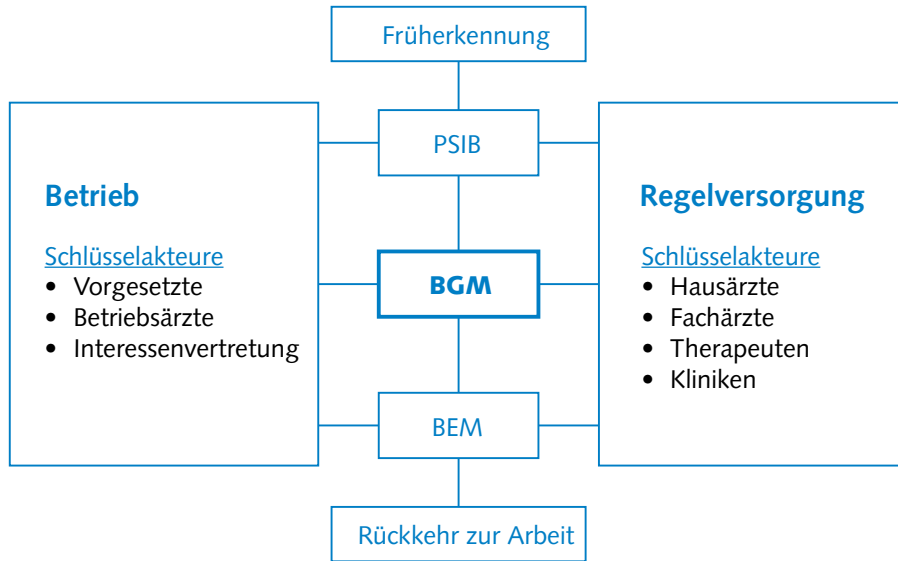 Früherkennung
PSIB
Betrieb
Schlüsselakteure
• Vorgesetzte
• Betriebsärzte
• Interessenvertretung
BGM
Regelversorgung
Schlüsselakteure
• Hausärzte
• Fachärzte
• Therapeuten
• Kliniken
BEM
Rückkehr zur Arbeit